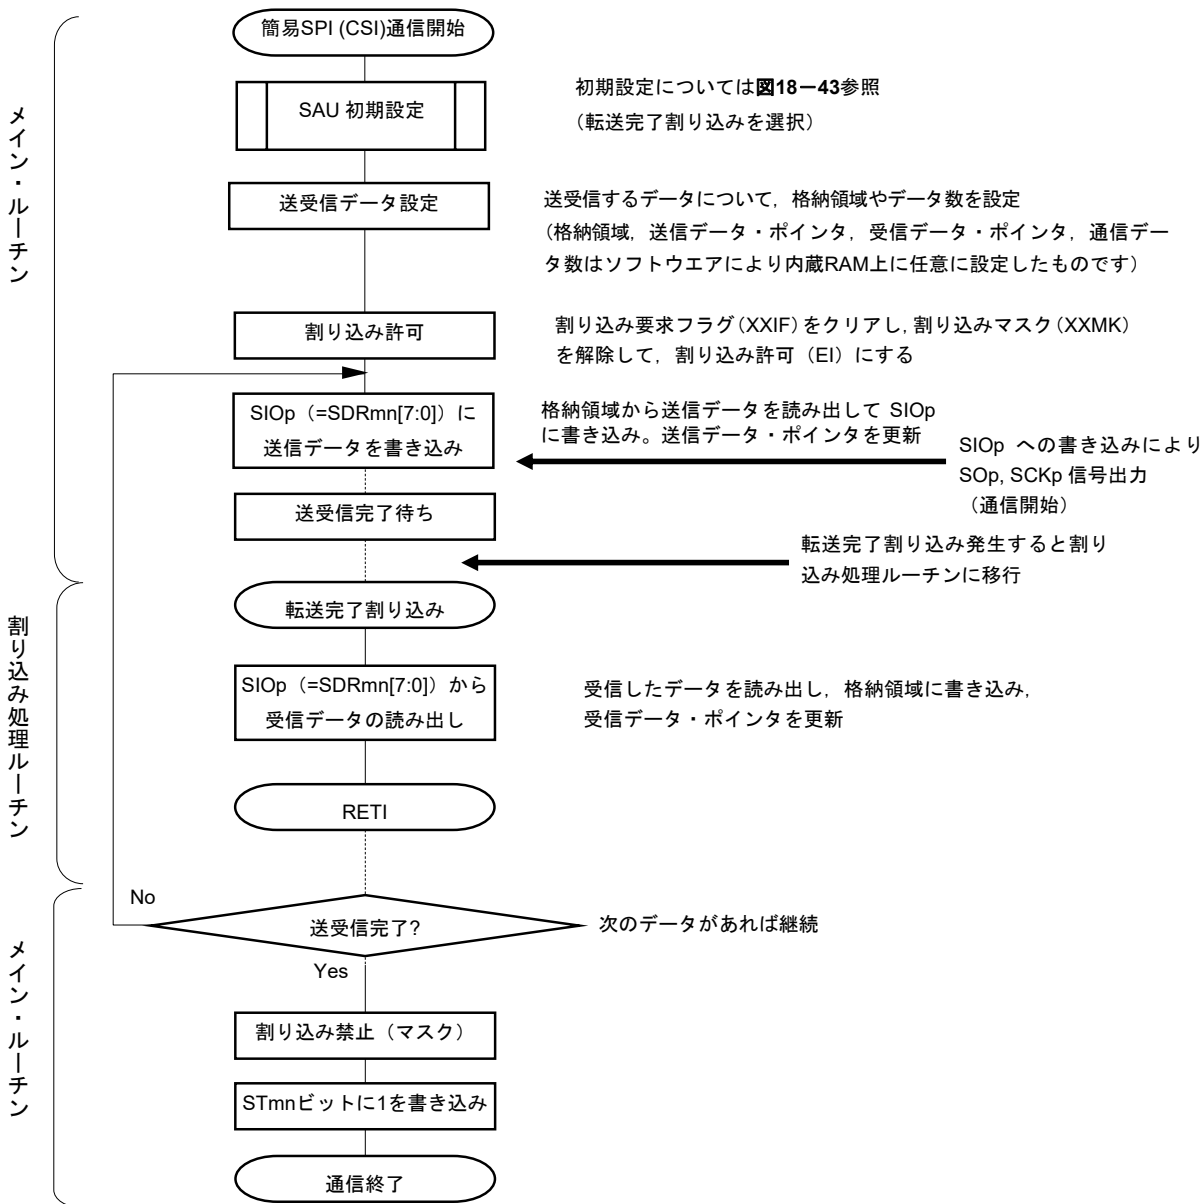 メイン・ルーチン
簡易SPI (CSI)通信開始
SAU 初期設定
初期設定については図18－43参照
（転送完了割り込みを選択）
送受信データ設定
送受信するデータについて，格納領域やデータ数を設定
（格納領域，送信データ・ポインタ，受信データ・ポインタ，通信デー
タ数はソフトウエアにより内蔵RAM上に任意に設定したものです）
割り込み許可
割り込み要求フラグ（XXIF）をクリアし，割り込みマスク（XXMK）
を解除して，割り込み許可（EI）にする
SIOp（=SDRmn[7:0]）に
送信データを書き込み
格納領域から送信データを読み出して SIOp
に書き込み。送信データ・ポインタを更新
SIOp への書き込みにより
SOp, SCKp 信号出力
（通信開始）
送受信完了待ち
転送完了割り込み発生すると割り
込み処理ルーチンに移行
割り込み処理ルーチン
転送完了割り込み
SIOp（=SDRmn[7:0]）から
受信データの読み出し
受信したデータを読み出し，格納領域に書き込み，
受信データ・ポインタを更新
RETI
メイン・ルーチン
No
送受信完了?
次のデータがあれば継続
Yes
割り込み禁止（マスク）
STmnビットに1を書き込み
通信終了